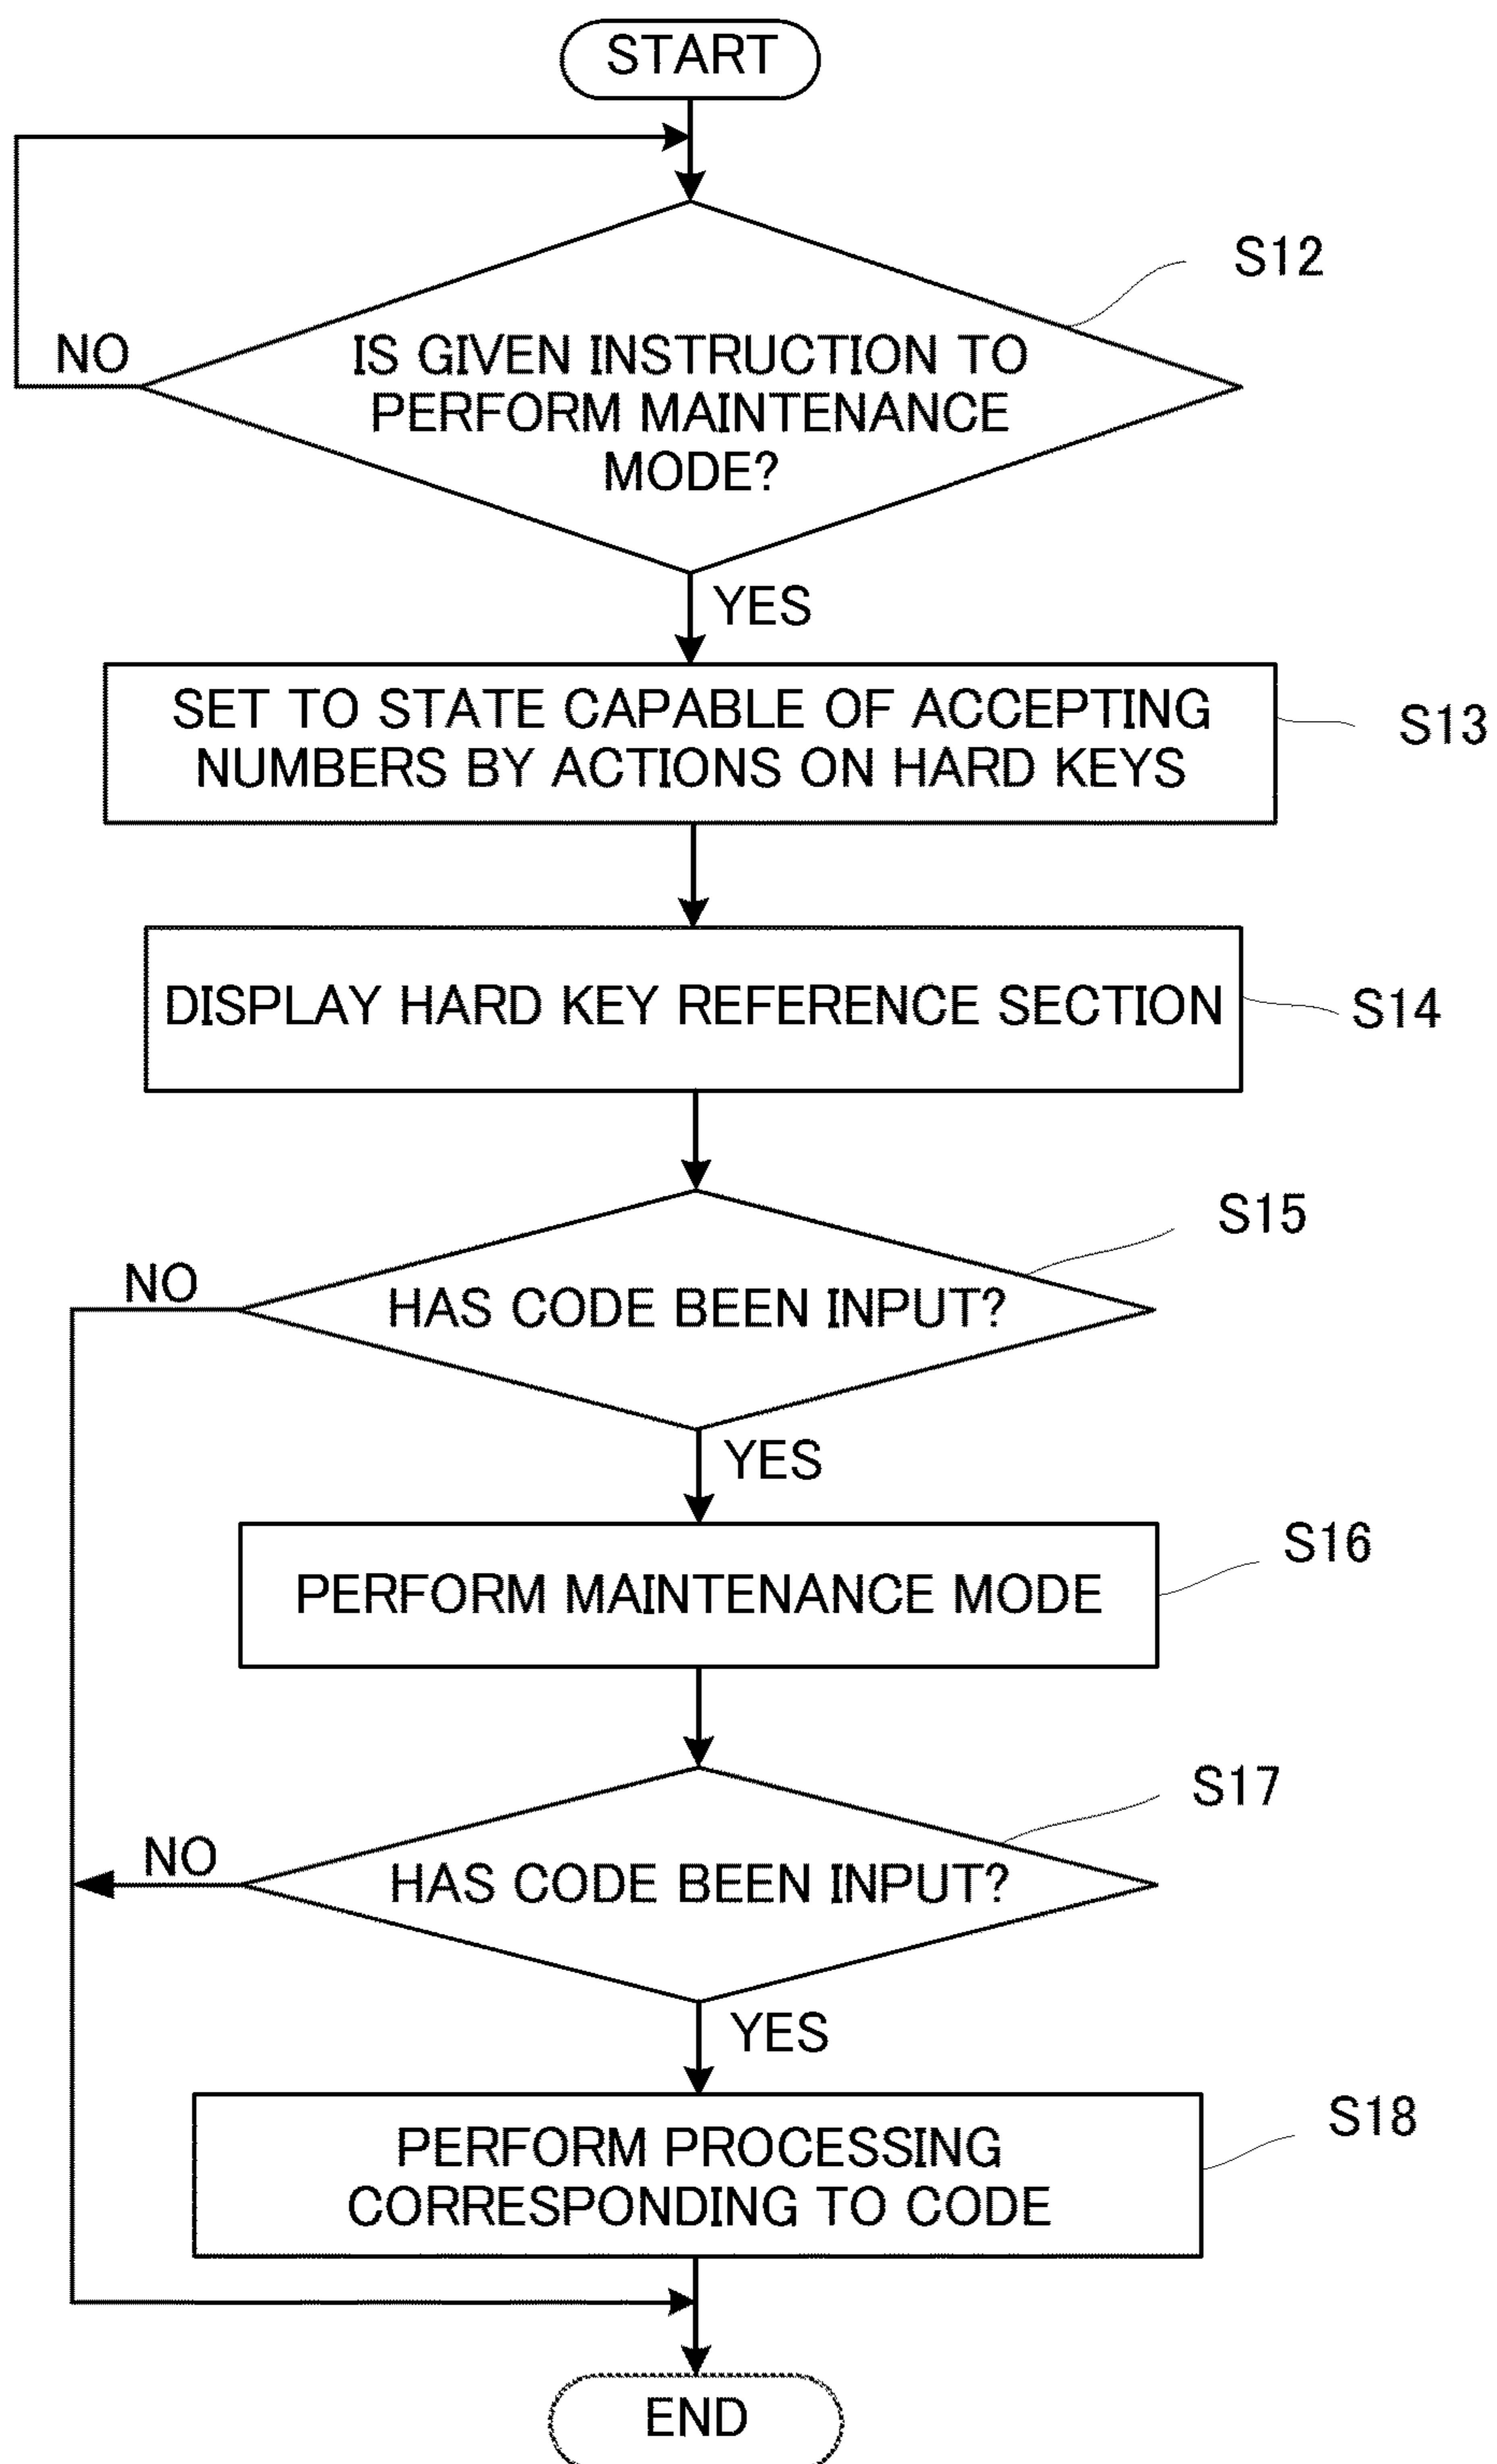 START
S12
NO
IS GIVEN INSTRUCTION TO
PERFORM MAINTENANCE
MODE?
YES
SET TO STATE CAPABLE OF ACCEPTING
NUMBERS BY ACTIONS ON HARD KEYS
S13
DISPLAY HARD KEY REFERENCE SECTION
S14
S15
NO
HAS CODE BEEN INPUT?
YES
S16
PERFORM MAINTENANCE MODE
S17
NO
HAS CODE BEEN INPUT?
YES
S18
PERFORM PROCESSING
CORRESPONDING TO CODE
END